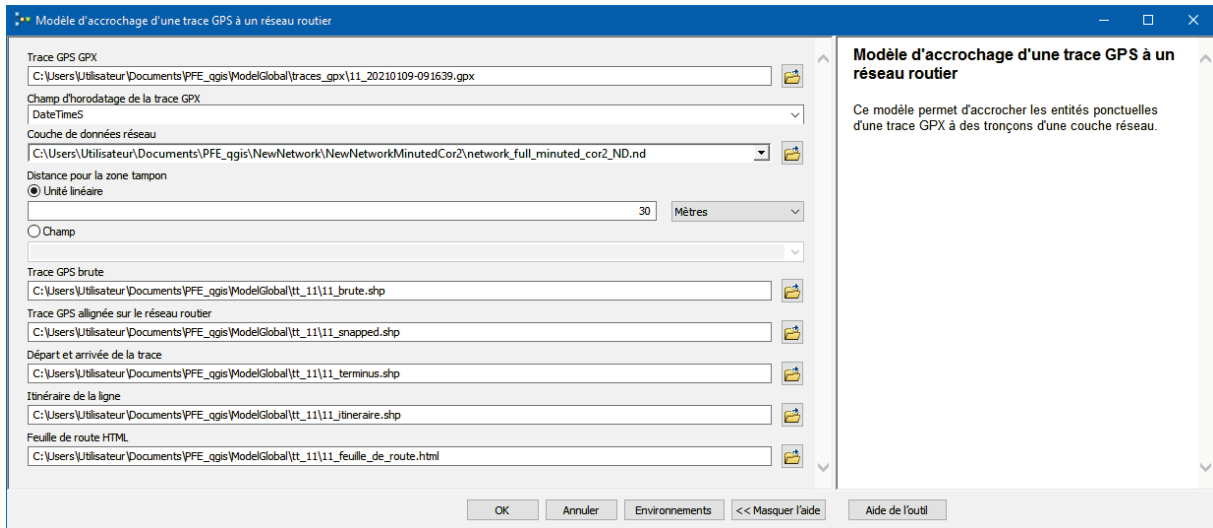 Modèle d'accrochage d'une trace GPS à un réseau routier
Trace GPS GPX
C:\Users\Utilisateur\Documents\PFE_qgis\ModelGlobal\traces_gpx\11_20210109-091639.gpx
Champ d'horodatage de la trace GPX
DateTimeS
Couche de données réseau
C:\Users\Utilisateur\Documents\PFE_qgis\NewNetwork\NewNetworkMinutedCor2\network_full_minuted_cor2_ND.nd
Distance pour la zone tampon
Unité linéaire
30 Mètres
Champ
Trace GPS brute
C:\Users\Utilisateur\Documents\PFE_qgis\ModelGlobal\tt_11\11_brute.shp
Trace GPS allignée sur le réseau routier
C:\Users\Utilisateur\Documents\PFE_qgis\ModelGlobal\tt_11\11_snapped.shp
Départ et arrivée de la trace
C:\Users\Utilisateur\Documents\PFE_qgis\ModelGlobal\tt_11\11_terminus.shp
Itinéraire de la ligne
C:\Users\Utilisateur\Documents\PFE_qgis\ModelGlobal\tt_11\11_itineraire.shp
Feuille de route HTML
C:\Users\Utilisateur\Documents\PFE_qgis\ModelGlobal\tt_11\11_feuille_de_route.html
Modèle d'accrochage d'une trace GPS à un
réseau routier
Ce modèle permet d'accrocher les entités ponctuelles
d'une trace GPX à des tronçons d'une couche réseau.
OK Annuler Environnements << Masquer l'aide Aide de l'outil